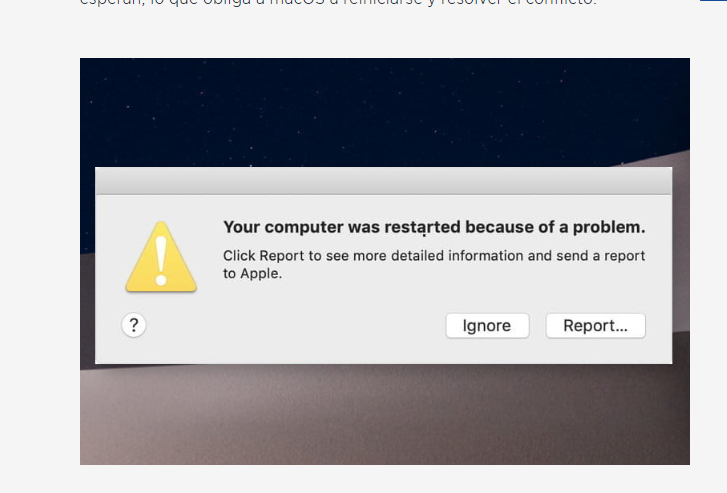 esperan, lo que obliga a macOS a reiniciarse y resolver el conflicto.
Your computer was restarted because of a problem.
Click Report to see more detailed information and send a report
to Apple.
?
Ignore
Report...